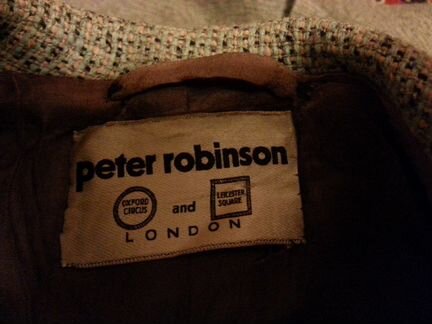 peter robinson
OXFORD CIRCUS and LEICESTER SQUARE
LONDON